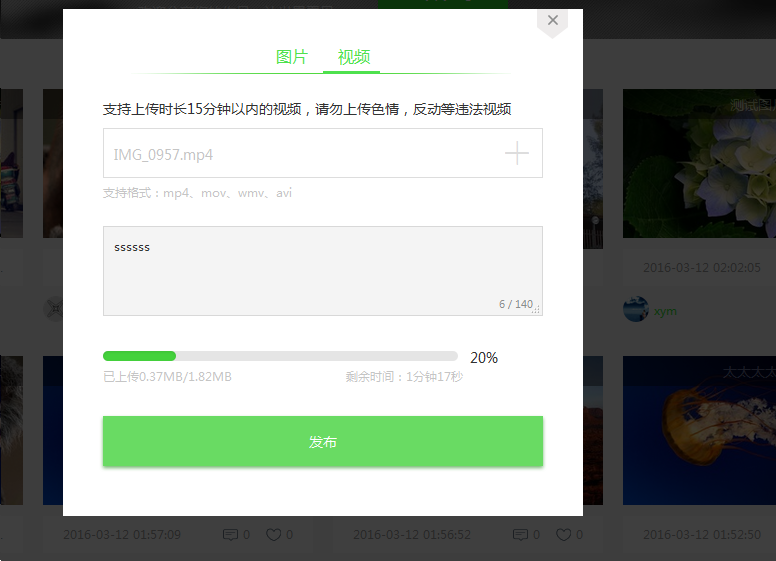 图片 视频
支持上传时长15分钟以内的视频，请勿上传色情，反动等违法视频
IMG_0957.mp4
支持格式：mp4、mov、wmv、avi
ssssss
6 / 140
20%
已上传0.37MB/1.82MB 剩余时间：1分钟17秒
发布
2016-03-12 02:02:05
xym
太太太太
2016-03-12 01:57:09 0 0
2016-03-12 01:56:52 0 0
2016-03-12 01:52:50